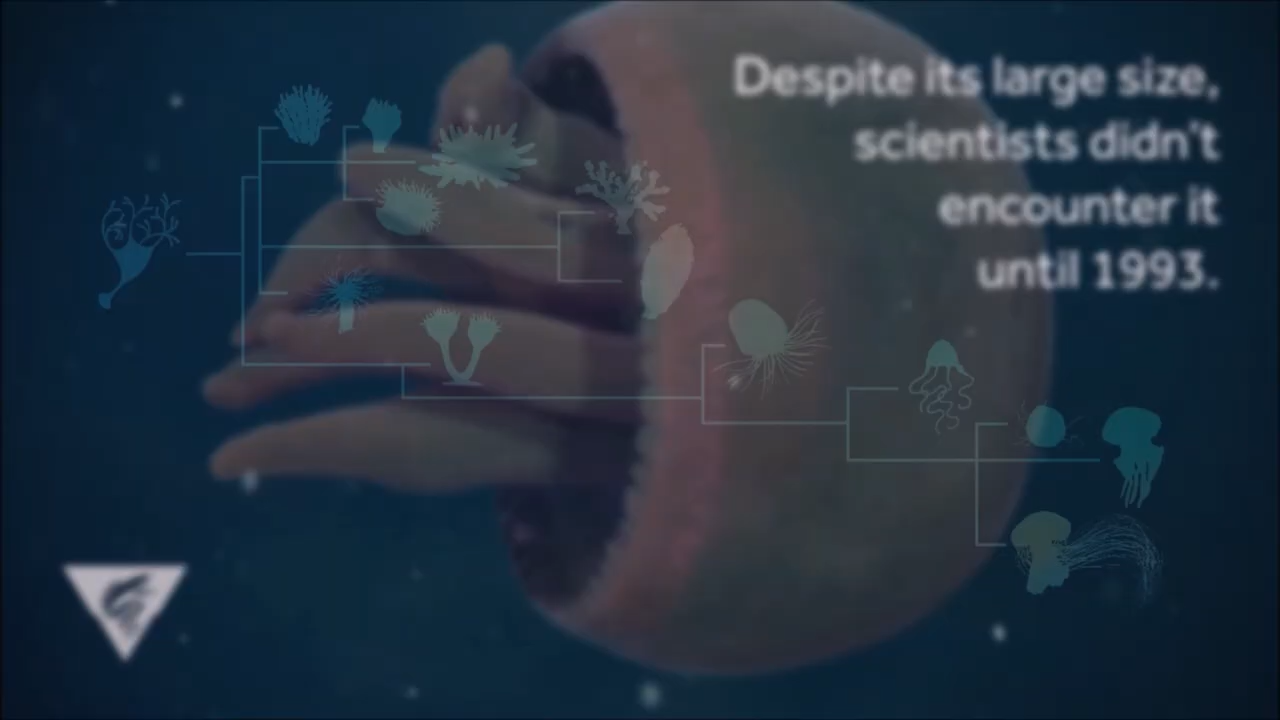 Despite its large size,
scientists didn't
encounter it
until 1993.